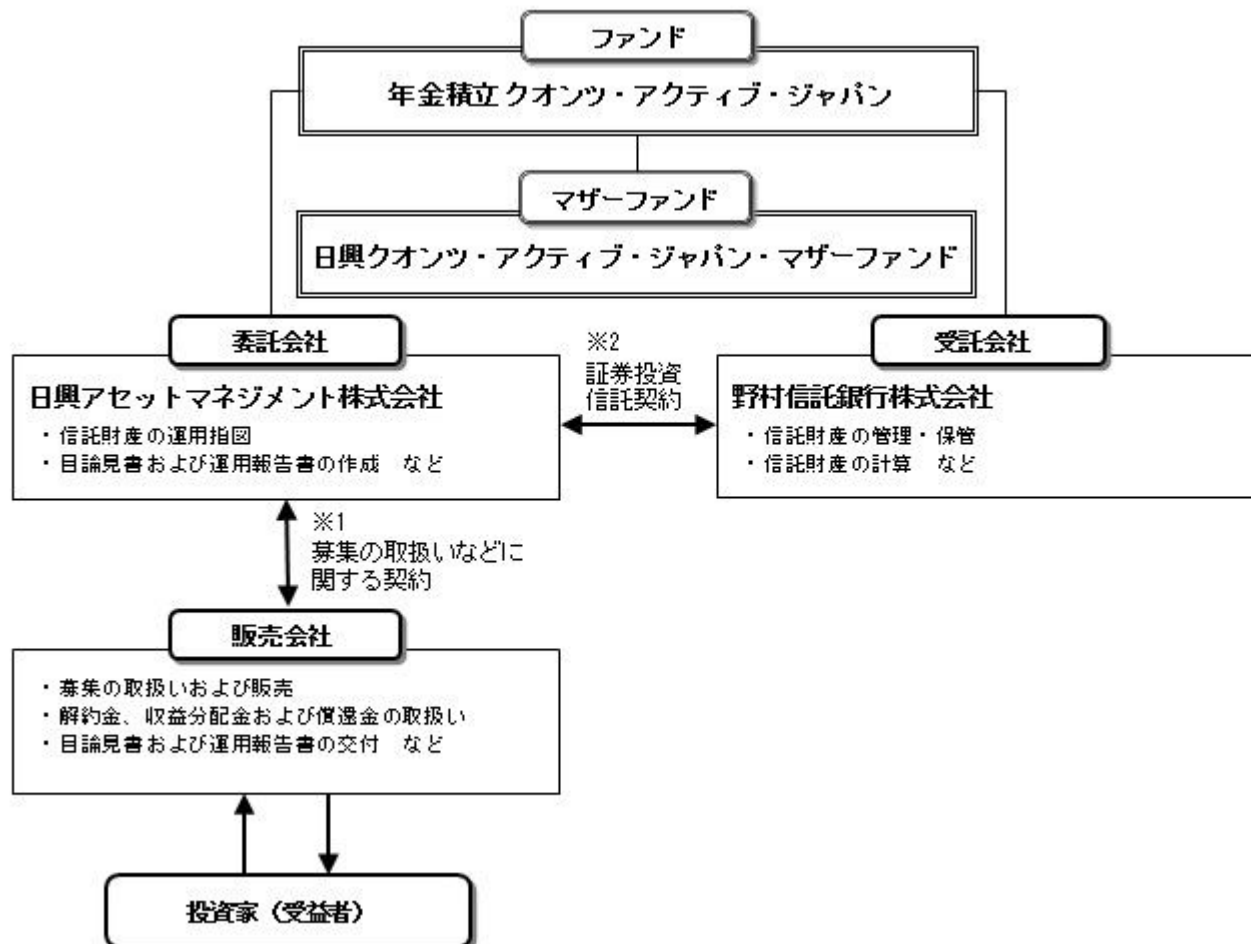 ファンド
年金積立クオンツ・アクティブ・ジャパン
マザーファンド
日興クオンツ・アクティブ・ジャパン・マザーファンド
委託会社
日興アセットマネジメント株式会社
・信託財産の運用指図
・目論見書および運用報告書の作成　など
※2
証券投資
信託契約
受託会社
野村信託銀行株式会社
・信託財産の管理・保管
・信託財産の計算　など
※1
募集の取扱いなどに
関する契約
販売会社
・募集の取扱いおよび販売
・解約金、収益分配金および償還金の取扱い
・目論見書および運用報告書の交付　など
投資家（受益者）